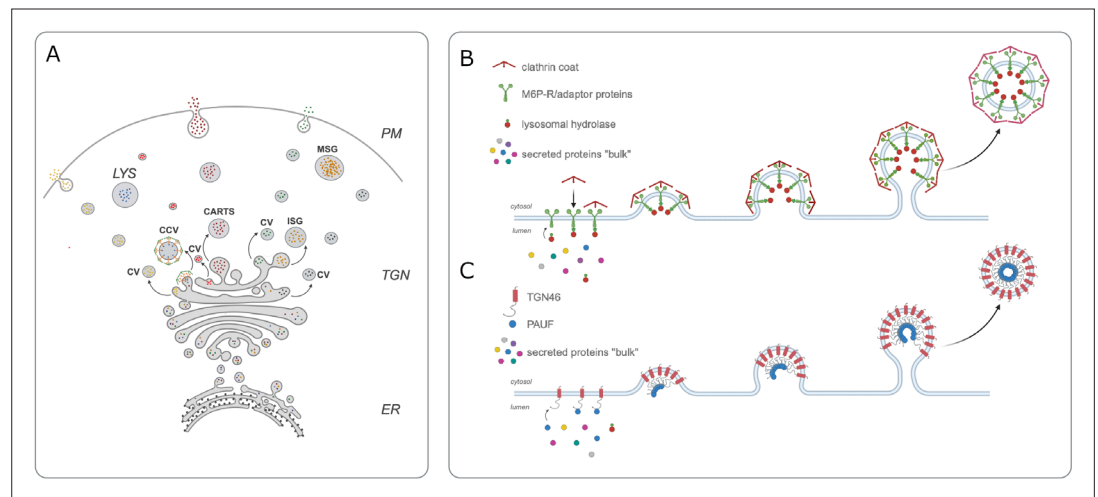 A
PM
MSG
LYS
CARTS
CV
ISG
CCV
CV
CV
CV
TGN
ER
B
clathrin coat
M6P-R/adaptor proteins
lysosomal hydrolase
secreted proteins "bulk"
cytosol
lumen
C
TGN46
PAUF
secreted proteins "bulk"
cytosol
lumen